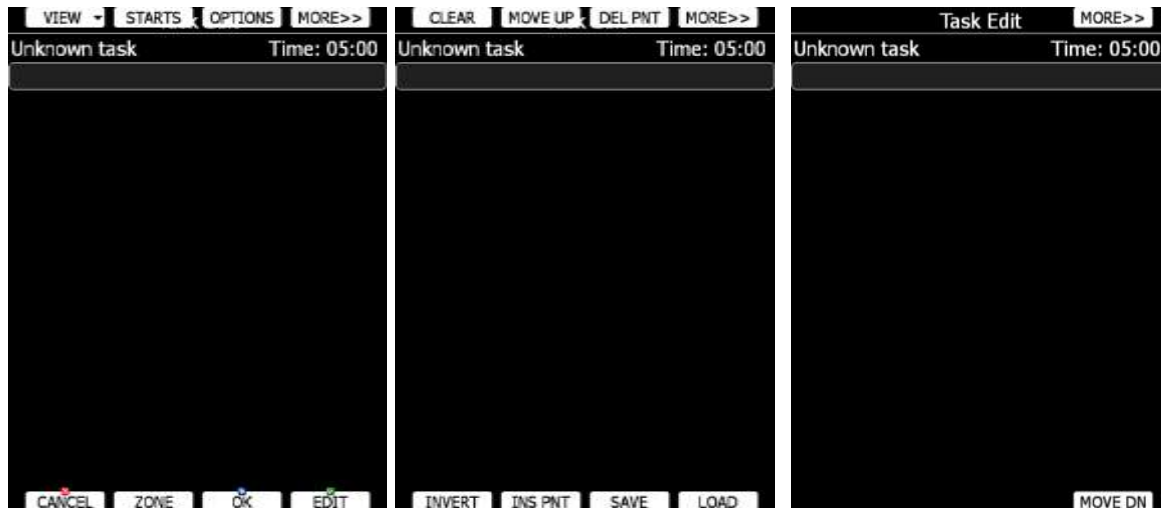 VIEW STARTS OPTIONS MORE>>
Unknown task Time: 05:00
CANCEL ZONE OK EDIT
CLEAR MOVE UP DEL PNT MORE>>
Unknown task Time: 05:00
INVERT INS PNT SAVE LOAD
Task Edit MORE>>
Unknown task Time: 05:00
MOVE DN